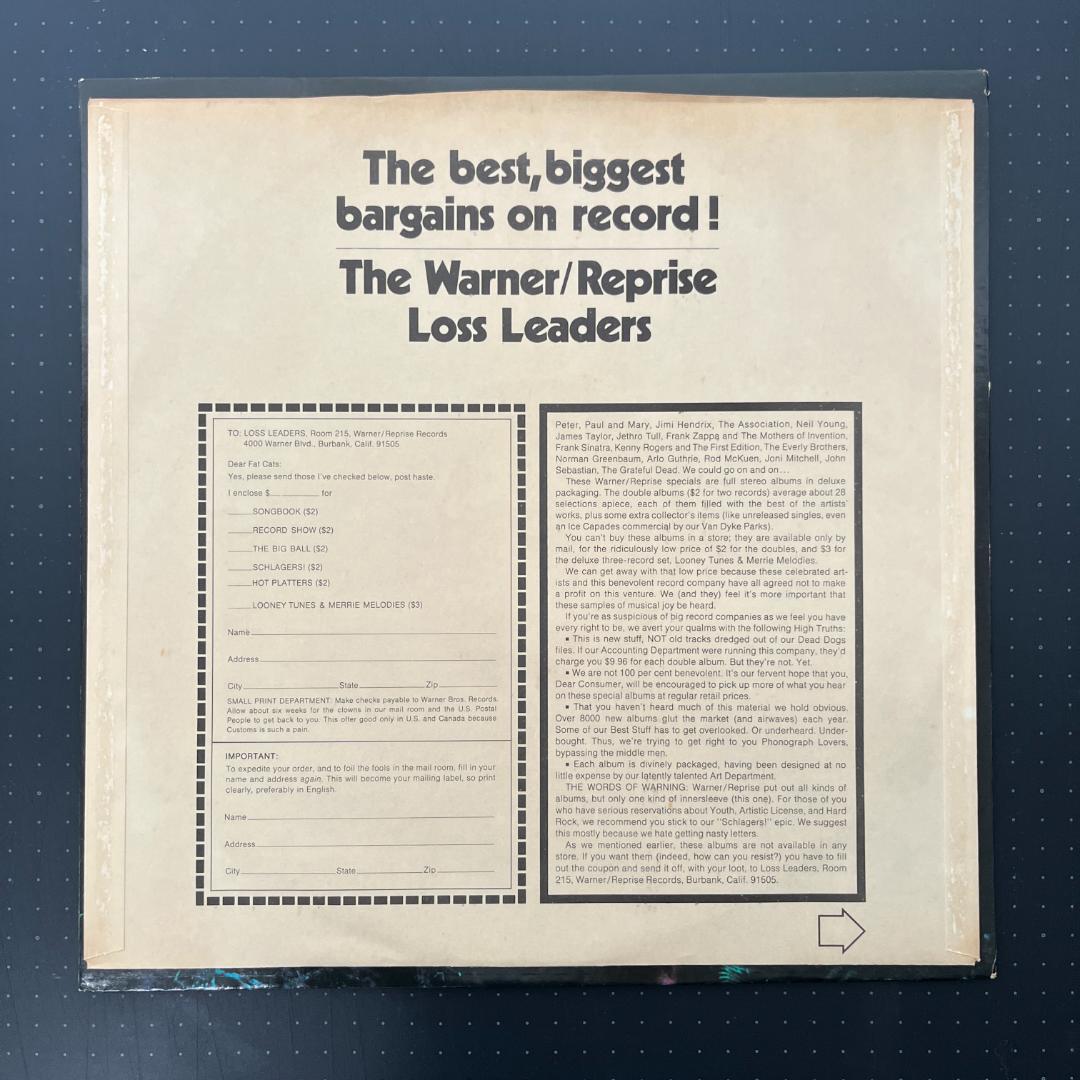 The best, biggest
bargains on record!
The Warner/Reprise
Loss Leaders
TO: LOSS LEADERS, Room 215, Warner/Reprise Records
4000 Warner Blvd., Burbank, Calif. 91505
Dear Fat Cats:
Yes, please send those I've checked below, post haste.
I enclose $__________ for
_____SONGBOOK ($2)
_____RECORD SHOW ($2)
_____THE BIG BALL ($2)
_____SCHLAGERS! ($2)
_____HOT PLATTERS ($2)
_____LOONEY TUNES & MERRIE MELODIES ($3)
Name
Address
City State Zip
SMALL PRINT DEPARTMENT: Make checks payable to Warner Bros. Records.
Allow about six weeks for the clowns in our mail room and the U.S. Postal
People to get back to you. This offer good only in U.S. and Canada because
Customs is such a pain.
IMPORTANT:
To expedite your order, and to foil the fools in the mail room, fill in your
name and address again. This will become your mailing label, so print
clearly, preferably in English.
Name
Address
City State Zip
Peter, Paul and Mary, Jimi Hendrix, The Association, Neil Young,
James Taylor, Jethro Tull, Frank Zappa and The Mothers of Invention,
Frank Sinatra, Kenny Rogers and The First Edition, The Everly Brothers,
Norman Greenbaum, Arlo Guthrie, Rod McKuen, Joni Mitchell, John
Sebastian, The Grateful Dead. We could go on and on...
These Warner/Reprise specials are full stereo albums in deluxe
packaging. The double albums ($2 for two records) average about 28
selections apiece, each of them filled with the best of the artists'
works, plus some extra collector's items (like unreleased singles, even
an Ice Capades commercial by our Van Dyke Parks).
You can't buy these albums in a store; they are available only by
mail, for the ridiculously low price of $2 for the doubles, and $3 for
the deluxe three-record set, Looney Tunes & Merrie Melodies.
We can get away with that low price because these celebrated art-
ists and this benevolent record company have all agreed not to make
a profit on this venture. We (and they) feel it's more important that
these samples of musical joy be heard.
If you're as suspicious of big record companies as we feel you have
every right to be, we avert your qualms with the following High Truths:
▪ This is new stuff, NOT old tracks dredged out of our Dead Dogs
files. If our Accounting Department were running this company, they'd
charge you $9.96 for each double album. But they're not. Yet.
▪ We are not 100 per cent benevolent. It's our fervent hope that you,
Dear Consumer, will be encouraged to pick up more of what you hear
on these special albums at regular retail prices.
▪ That you haven't heard much of this material we hold obvious.
Over 8000 new albums glut the market (and airwaves) each year.
Some of our Best Stuff has to get overlooked. Or underheard. Under-
bought. Thus, we're trying to get right to you Phonograph Lovers,
bypassing the middle men.
▪ Each album is divinely packaged, having been designed at no
little expense by our latently talented Art Department.
THE WORDS OF WARNING: Warner/Reprise put out all kinds of
albums, but only one kind of innersleeve (this one). For those of you
who have serious reservations about Youth, Artistic License, and Hard
Rock, we recommend you stick to our "Schlagers!" epic. We suggest
this mostly because we hate getting nasty letters.
As we mentioned earlier, these albums are not available in any
store. If you want them (indeed, how can you resist?) you have to fill
out the coupon and send it off, with your loot, to Loss Leaders, Room
215, Warner/Reprise Records, Burbank, Calif. 91505.